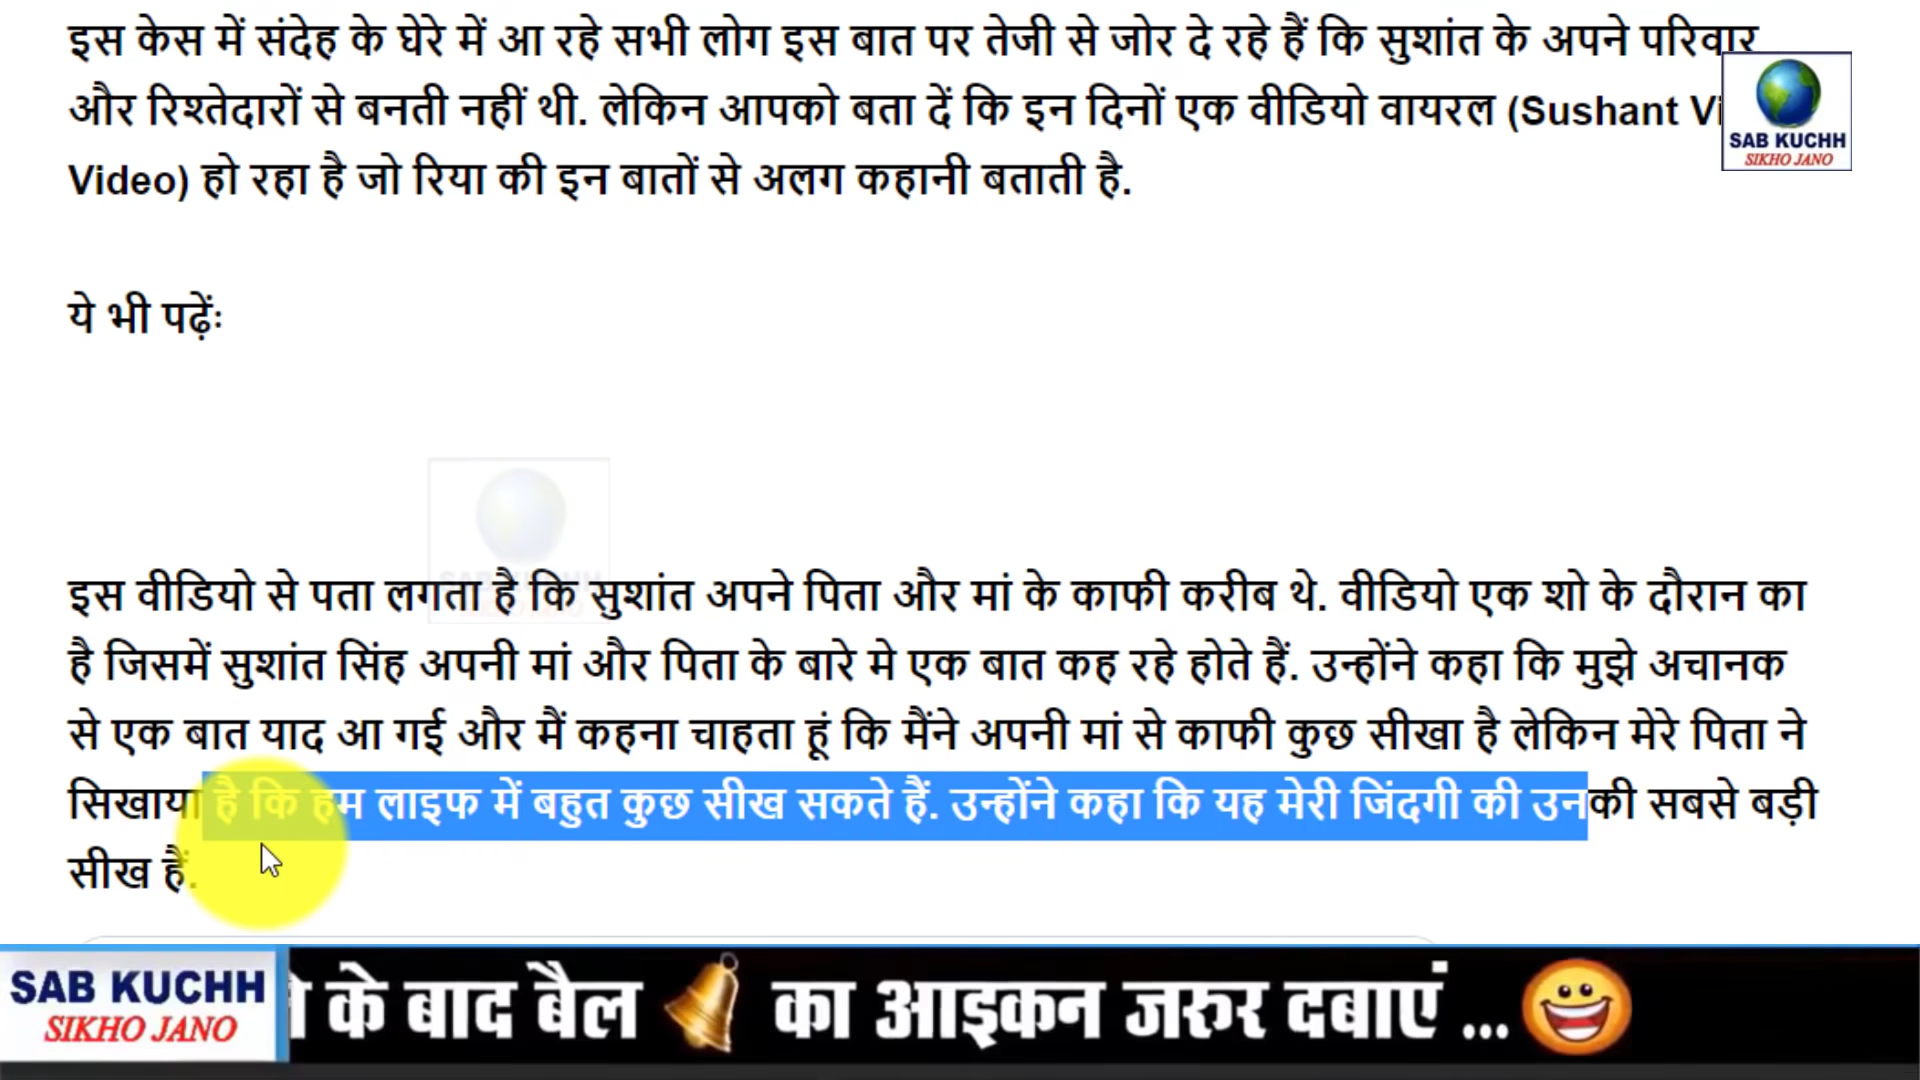 इस केस में संदेह के घेरे में आ रहे सभी लोग इस बात पर तेजी से जोर दे रहे हैं कि सुशांत के अपने परिवार
और रिश्तेदारों से बनती नहीं थी. लेकिन आपको बता दें कि इन दिनों एक वीडियो वायरल (Sushant
Video) हो रहा है जो रिया की इन बातों से अलग कहानी बताती है.
SAB KUCHH
SIKHO JANO
ये भी पढ़ेंः
इस वीडियो से पता लगता है कि सुशांत अपने पिता और मां के काफी करीब थे. वीडियो एक शो के दौरान का
है जिसमें सुशांत सिंह अपनी मां और पिता के बारे मे एक बात कह रहे होते हैं. उन्होंने कहा कि मुझे अचानक
से एक बात याद आ गई और मैं कहना चाहता हूं कि मैंने अपनी मां से काफी कुछ सीखा है लेकिन मेरे पिता ने
सिखाया है कि हम लाइफ में बहुत कुछ सीख सकते हैं. उन्होंने कहा कि यह मेरी जिंदगी की उनकी सबसे बड़ी
सीख हैं.
SAB KUCHH
SIKHO JANO
के बाद बैल का आइकन जरुर दबाएं ...